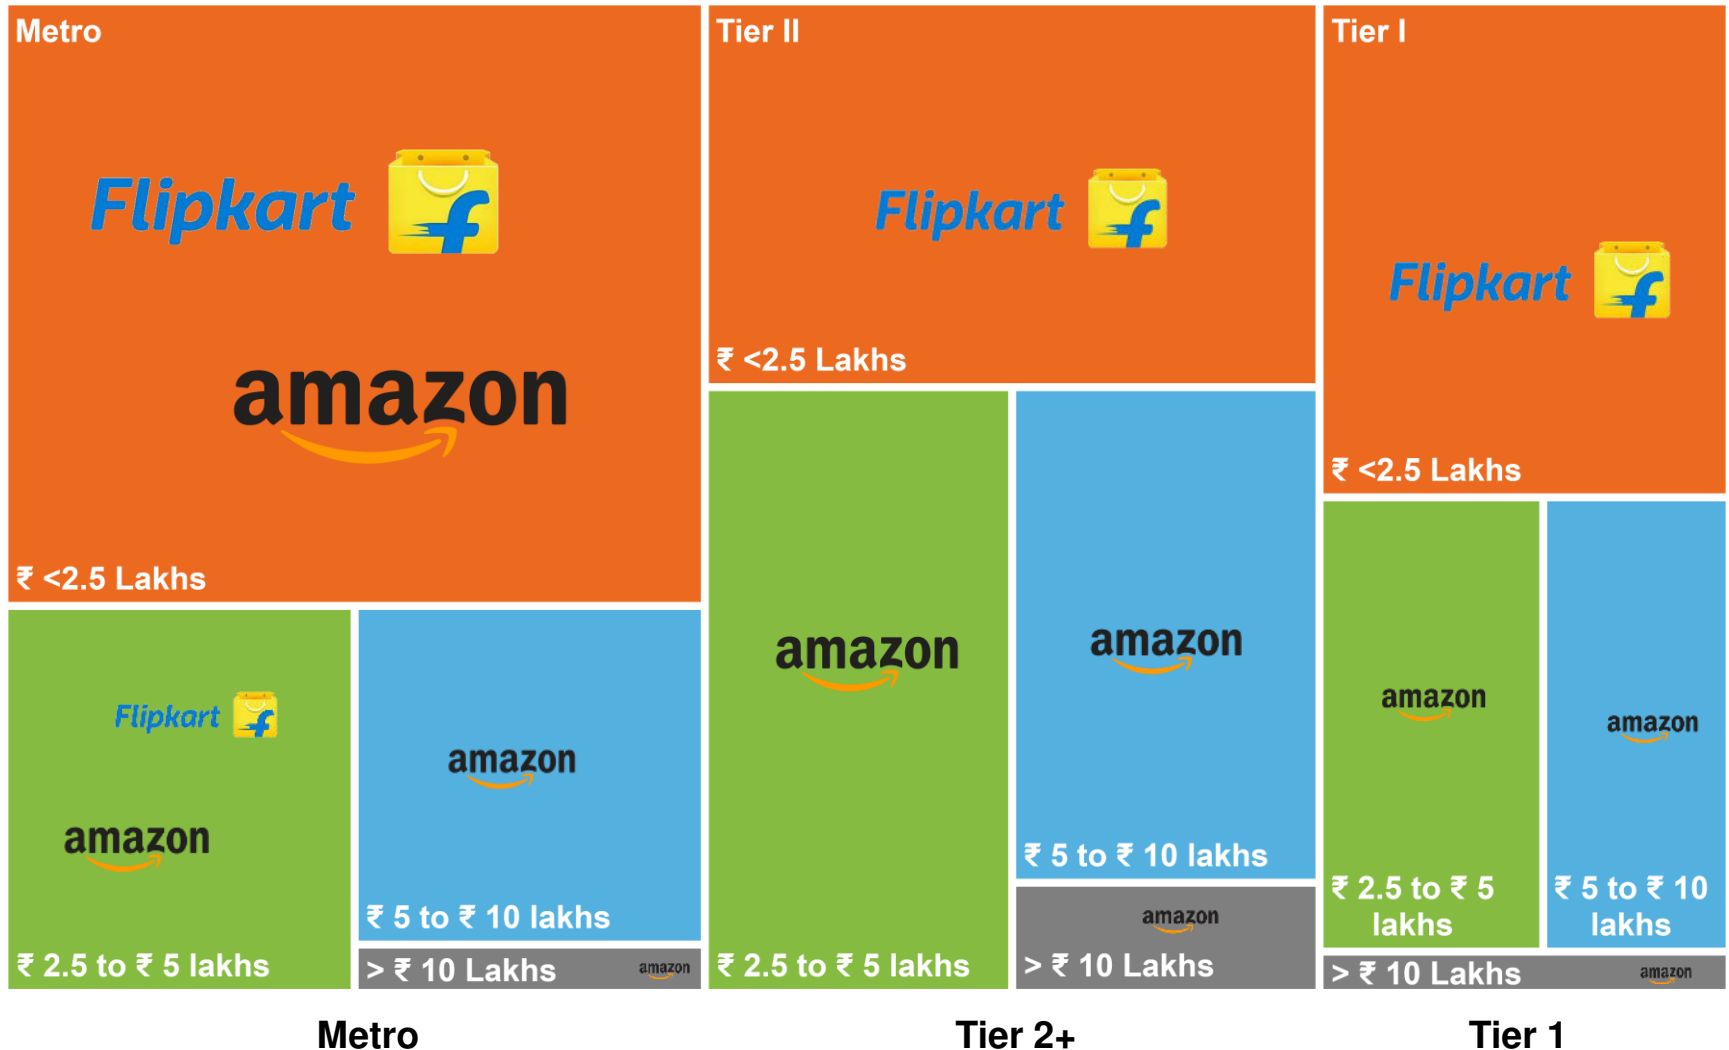 Metro
Flipkart
amazon
₹ <2.5 Lakhs
Flipkart
amazon
₹ 2.5 to ₹ 5 lakhs
amazon
₹ 5 to ₹ 10 lakhs
> ₹ 10 Lakhs amazon
Tier II
Flipkart
₹ <2.5 Lakhs
amazon
₹ 2.5 to ₹ 5 lakhs
amazon
₹ 5 to ₹ 10 lakhs
amazon
> ₹ 10 Lakhs
Tier I
Flipkart
₹ <2.5 Lakhs
amazon
₹ 2.5 to ₹ 5
lakhs
amazon
₹ 5 to ₹ 10
lakhs
> ₹ 10 Lakhs amazon
Metro
Tier 2+
Tier 1